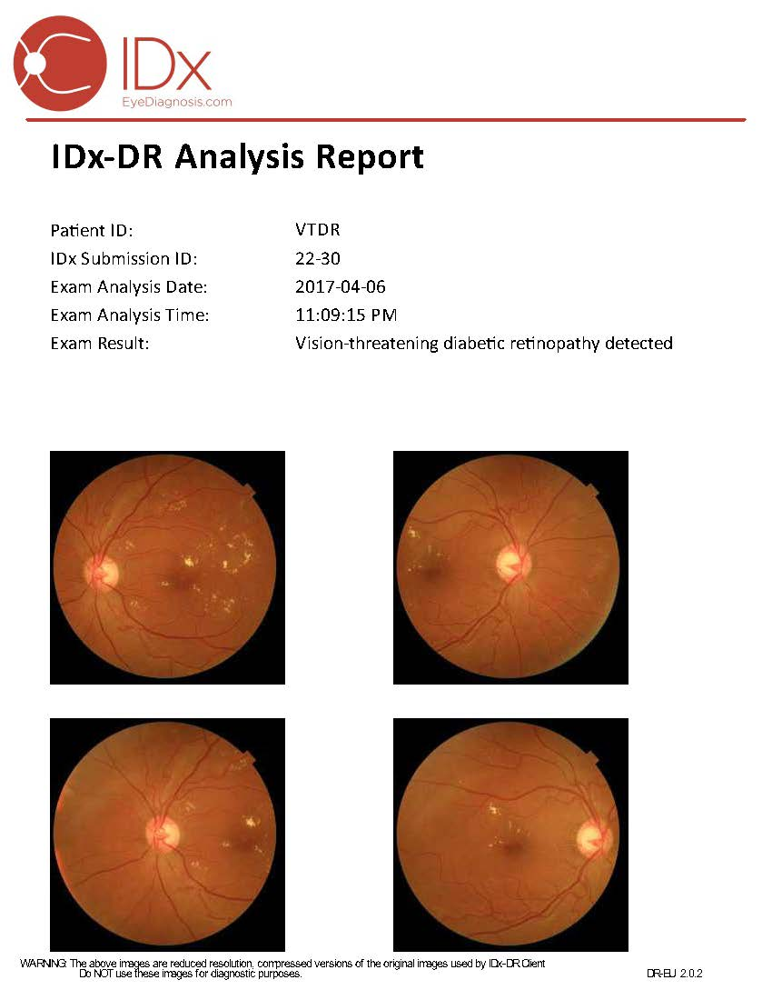 IDx
EyeDiagnosis.com
IDx-DR Analysis Report
Patient ID: VTDR
IDx Submission ID: 22-30
Exam Analysis Date: 2017-04-06
Exam Analysis Time: 11:09:15 PM
Exam Result: Vision-threatening diabetic retinopathy detected
WARNING: The above images are reduced resolution, compressed versions of the original images used by IDx-DR Client
Do NOT use these images for diagnostic purposes.
DR-EU 2.0.2